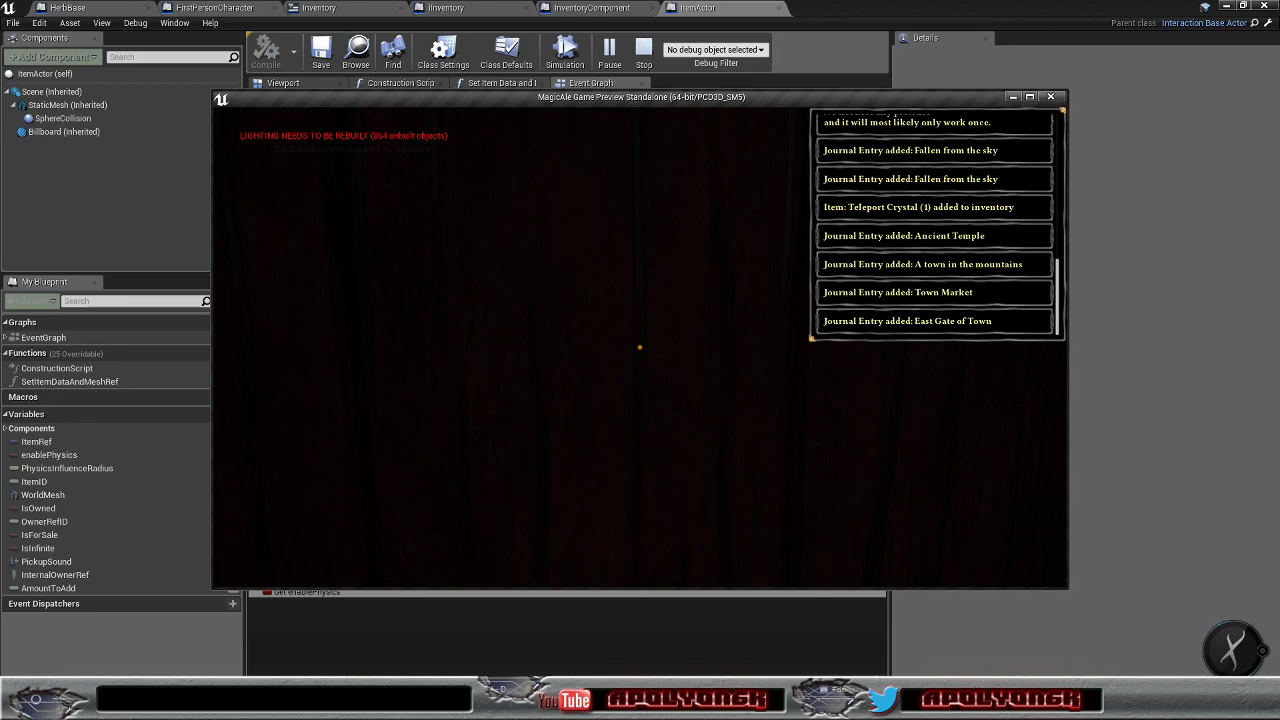 HerbBase
FirstPersonCharacter
Inventory
iInventory
InventoryComponent
ItemActor
File Edit Asset View Debug Window Help
Parent class: Interaction Base Actor
Components
Details
+ Add Component
Search
Compile
Save
Browse
Find
Class Settings
Class Defaults
Simulation
Pause
Stop
No debug object selected
Debug Filter
ItemActor (self)
Viewport
Construction Scrip
Set Item Data and I
Event Graph
Scene (Inherited)
StaticMesh (Inherited)
SphereCollision
Billboard (Inherited)
MagicAle Game Preview Standalone (64-bit/PCD3D_SM5)
LIGHTING NEEDS TO BE REBUILT (864 unbuilt objects)
and it will most likely only work once.
Journal Entry added: Fallen from the sky
Journal Entry added: Fallen from the sky
Item: Teleport Crystal (1) added to inventory
Journal Entry added: Ancient Temple
Journal Entry added: A town in the mountains
Journal Entry added: Town Market
Journal Entry added: East Gate of Town
My Blueprint
Search
Graphs
EventGraph
Functions (25 Overridable)
ConstructionScript
SetItemDataAndMeshRef
Macros
Variables
Components
ItemRef
enablePhysics
PhysicsInfluenceRadius
ItemID
WorldMesh
IsOwned
OwnerRefID
IsForSale
IsInfinite
PickupSound
InternalOwnerRef
AmountToAdd
Event Dispatchers
Get enablePhysics
YouTube
APOLYONGK
APOLYONGK